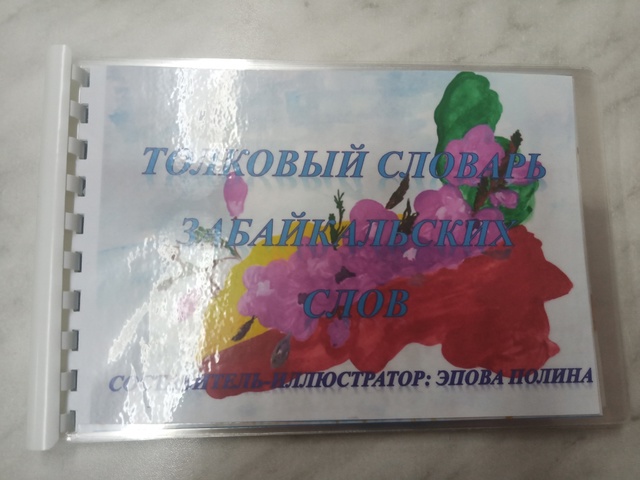 ТОЛКОВЫЙ СЛОВАРЬ
ЗАБАЙКАЛЬСКИХ
СЛОВ
СОСТАВИТЕЛЬ-ИЛЛЮСТРАТОР: ЭПОВА ПОЛИНА